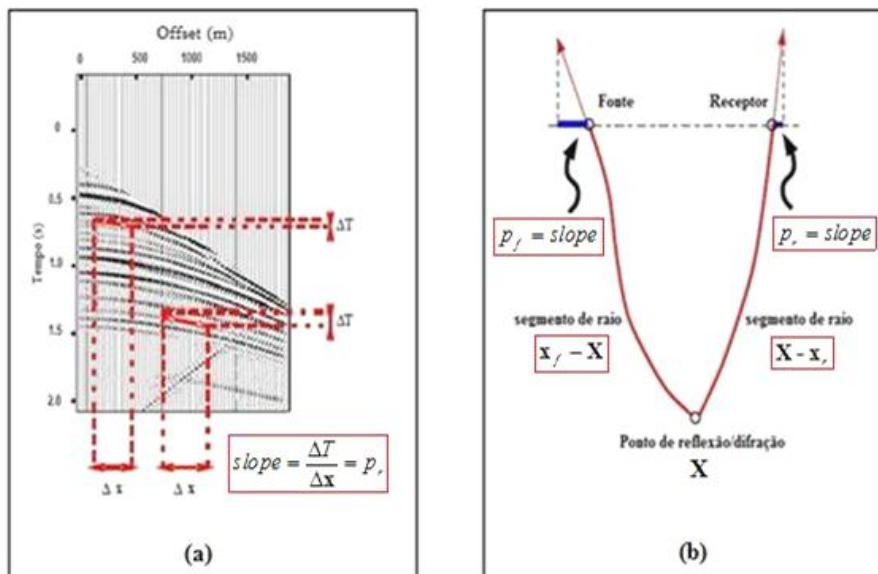 Offset (m)
0 500 1000 1500
Tempo (s)
0
0.5
1.0
1.5
2.0
ΔT
ΔT
Δ x Δ x
slope = ΔT / Δx = p_r
(a)
Fonte Receptor
p_f = slope p_r = slope
segmento de raio segmento de raio
x_f – X X - x_r
Ponto de reflexão/difração
X
(b)